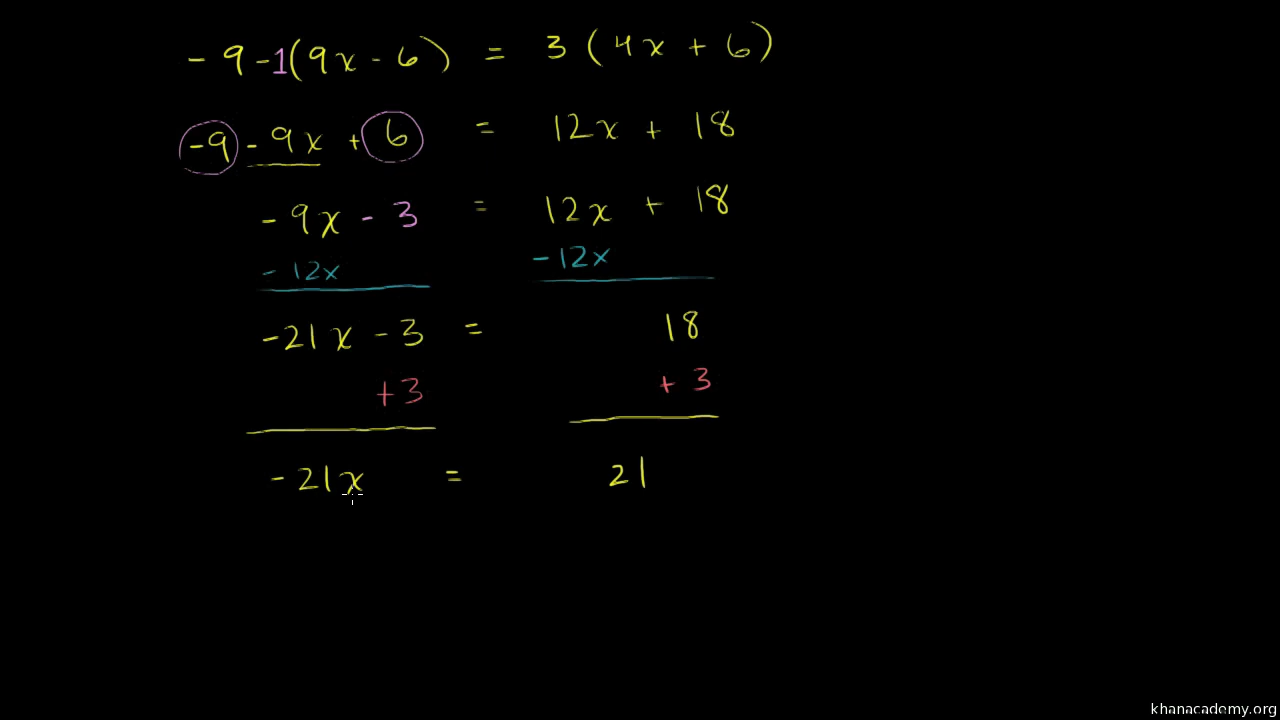 -9-1(9x-6) = 3(4x+6)
-9-9x+6 = 12x+18
-9x-3 = 12x+18
-12x -12x
-21x-3 = 18
+3 +3
-21x = 21
khanacademy.org